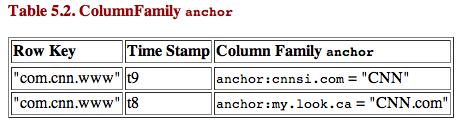 Table 5.2. ColumnFamily anchor
Row Key Time Stamp Column Family anchor
"com.cnn.www" t9 anchor:cnnsi.com = "CNN"
"com.cnn.www" t8 anchor:my.look.ca = "CNN.com"